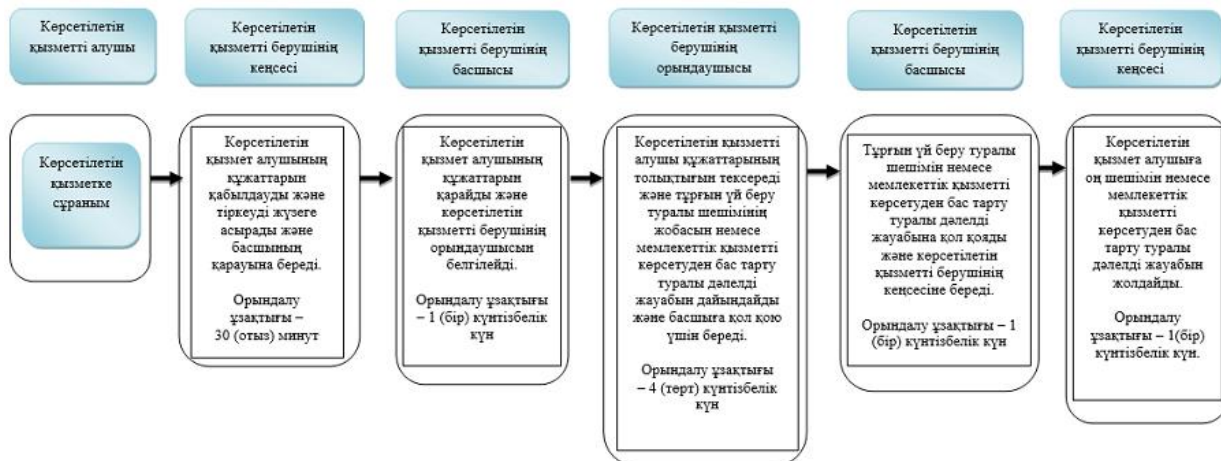 Көрсетілетін
қызметті алушы
Көрсетілетін
қызметті берушінің
кеңсесі
Көрсетілетін
қызметті берушінің
басшысы
Көрсетілетін қызметті
берушінің
орындаушысы
Көрсетілетін
қызметті берушінің
басшысы
Көрсетілетін
қызметті берушінің
кеңсесі
Көрсетілетін
қызметке
сұраным
Көрсетілетін
қызмет алушының
құжаттарын
қабылдауды және
тіркеуді жүзеге
асырады және
басшының
қарауына береді.
Орындалу
ұзақтығы –
30 (отыз) минут
Көрсетілетін
қызмет алушының
құжаттарын
қарайды және
көрсетілетін
қызметті берушінің
орындаушысын
белгілейді.
Орындалу ұзақтығы
– 1 (бір) күнтізбелік
күн
Көрсетілетін қызметті
алушы құжаттарының
толықтығын тексереді
және тұрғын үй беру
туралы шешімінің
жобасын немесе
мемлекеттік қызметті
көрсетуден бас тарту
туралы дәлелді
жауабын дайындайды
және басшыға қол қою
үшін береді.
Орындалу ұзақтығы
– 4 (төрт) күнтізбелік
күн
Тұрғын үй беру туралы
шешімін немесе
мемлекеттік қызметті
көрсетуден бас тарту
туралы дәлелді
жауабына қол қояды
және көрсетілетін
қызметті берушінің
кеңсесіне береді.
Орындалу ұзақтығы – 1
(бір) күнтізбелік күн
Көрсетілетін
қызмет алушыға
оң шешімін немесе
мемлекеттік
қызметті
көрсетуден бас
тарту туралы
дәлелді жауабын
жолдайды.
Орындалу
ұзақтығы – 1(бір)
күнтізбелік күн.